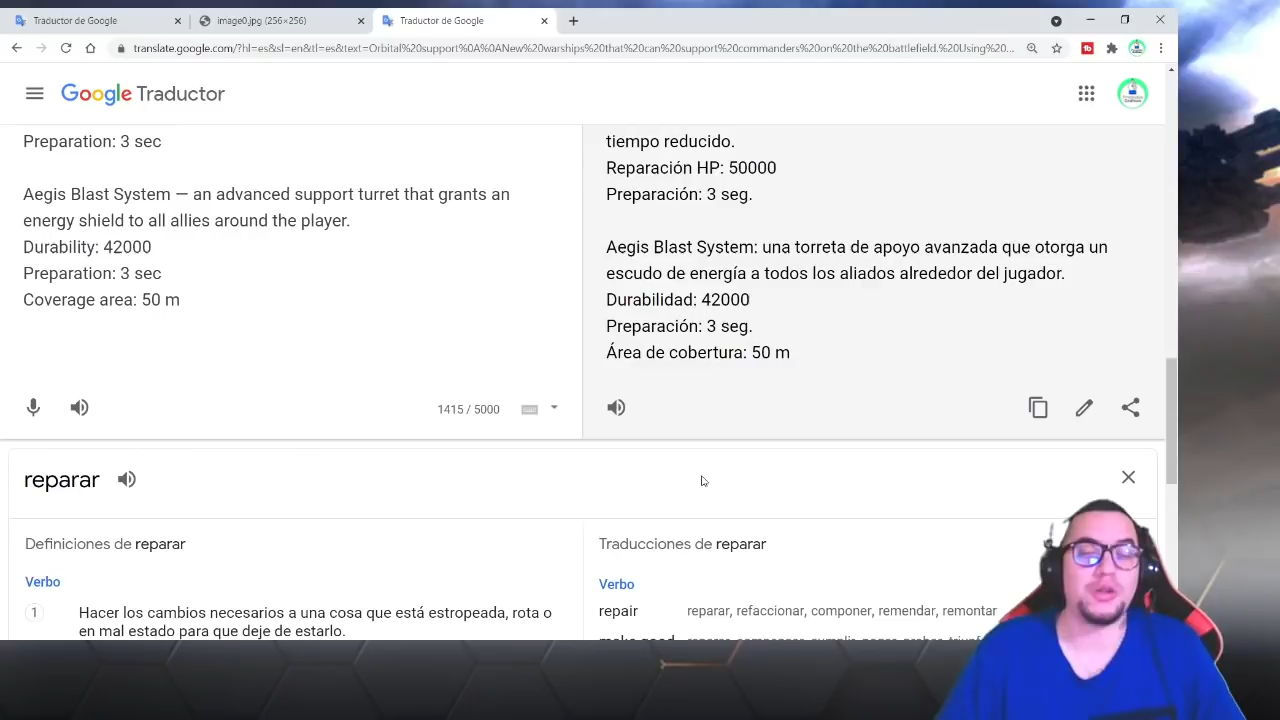 Traductor de Google
image0.jpg (256×256)
Traductor de Google
translate.google.com/?hl=es&sl=en&tl=es&text=Orbital%20support%0A%0ANew%20warships%20that%20can%20support%20commanders%20on%20the%20battlefield.%20Using%20...
Google Traductor
Preparation: 3 sec
Aegis Blast System — an advanced support turret that grants an
energy shield to all allies around the player.
Durability: 42000
Preparation: 3 sec
Coverage area: 50 m
1415 / 5000
tiempo reducido.
Reparación HP: 50000
Preparación: 3 seg.
Aegis Blast System: una torreta de apoyo avanzada que otorga un
escudo de energía a todos los aliados alrededor del jugador.
Durabilidad: 42000
Preparación: 3 seg.
Área de cobertura: 50 m
reparar
Definiciones de reparar
Verbo
1
Hacer los cambios necesarios a una cosa que está estropeada, rota o
en mal estado para que deje de estarlo.
Traducciones de reparar
Verbo
repair
reparar, refaccionar, componer, remendar, remontar